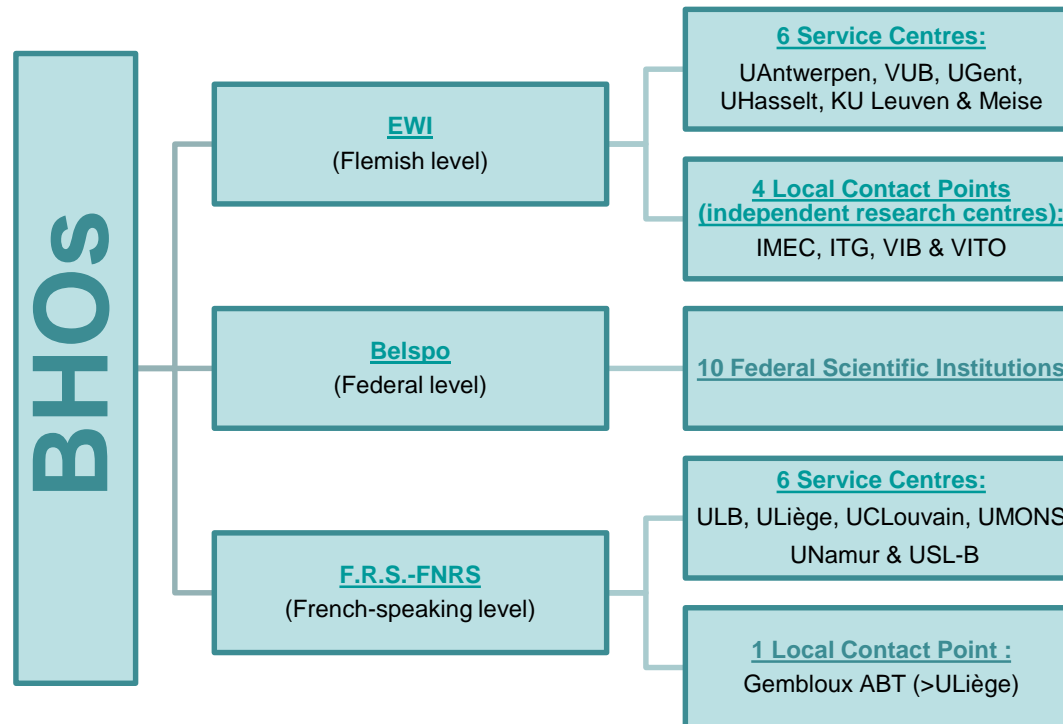 BHOs
EWI
(Flemish level)
6 Service Centres:
UAntwerpen, VUB, UGent,
UHasselt, KU Leuven & Meise
4 Local Contact Points
(independent research centres):
IMEC, ITG, VIB & VITO
Belspo
(Federal level)
10 Federal Scientific Institutions
F.R.S.-FNRS
(French-speaking level)
6 Service Centres:
ULB, ULiège, UCLouvain, UMONS
UNamur & USL-B
1 Local Contact Point :
Gembloux ABT (>ULiège)